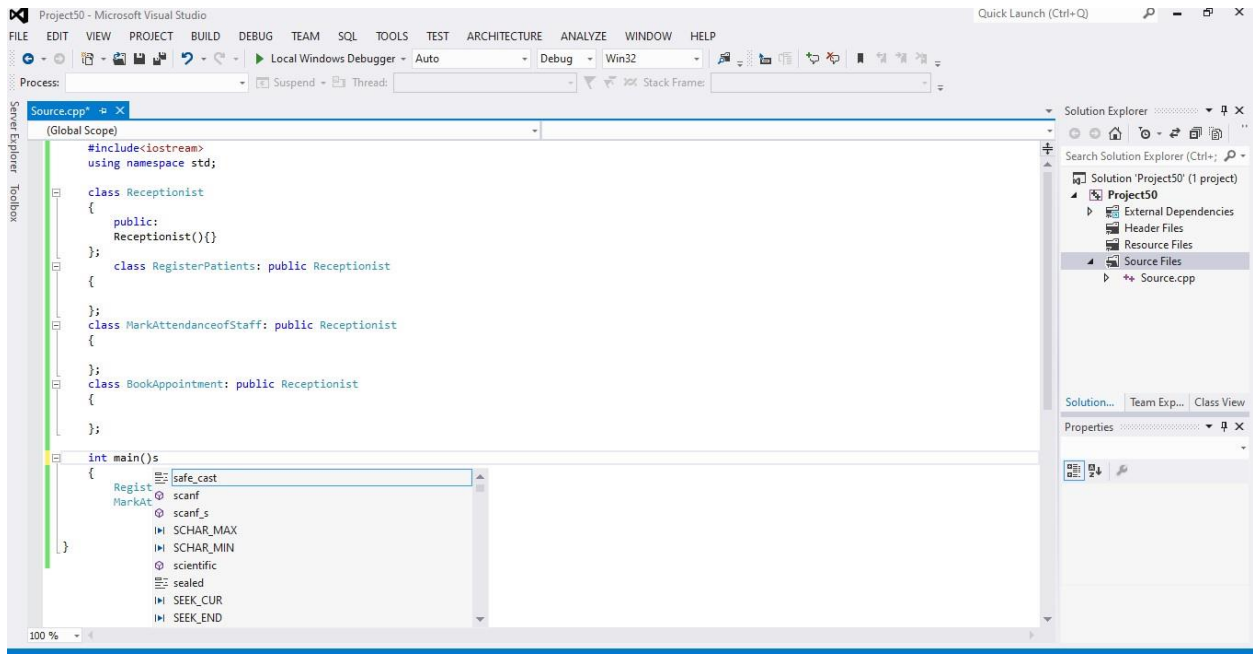 Project50 - Microsoft Visual Studio
Quick Launch (Ctrl+Q)
FILE EDIT VIEW PROJECT BUILD DEBUG TEAM SQL TOOLS TEST ARCHITECTURE ANALYZE WINDOW HELP
Local Windows Debugger Auto Debug Win32
Process: Suspend Thread: Stack Frame:
Server Explorer
Toolbox
Source.cpp*
(Global Scope)
#include<iostream>
using namespace std;
class Receptionist
{
public:
Receptionist(){}
};
class RegisterPatients: public Receptionist
{
};
class MarkAttendanceofStaff: public Receptionist
{
};
class BookAppointment: public Receptionist
{
};
int main()s
{
Regist
MarkAt
}
safe_cast
scanf
scanf_s
SCHAR_MAX
SCHAR_MIN
scientific
sealed
SEEK_CUR
SEEK_END
100 %
Solution Explorer
Search Solution Explorer (Ctrl+;
Solution 'Project50' (1 project)
Project50
External Dependencies
Header Files
Resource Files
Source Files
Source.cpp
Solution... Team Exp... Class View
Properties